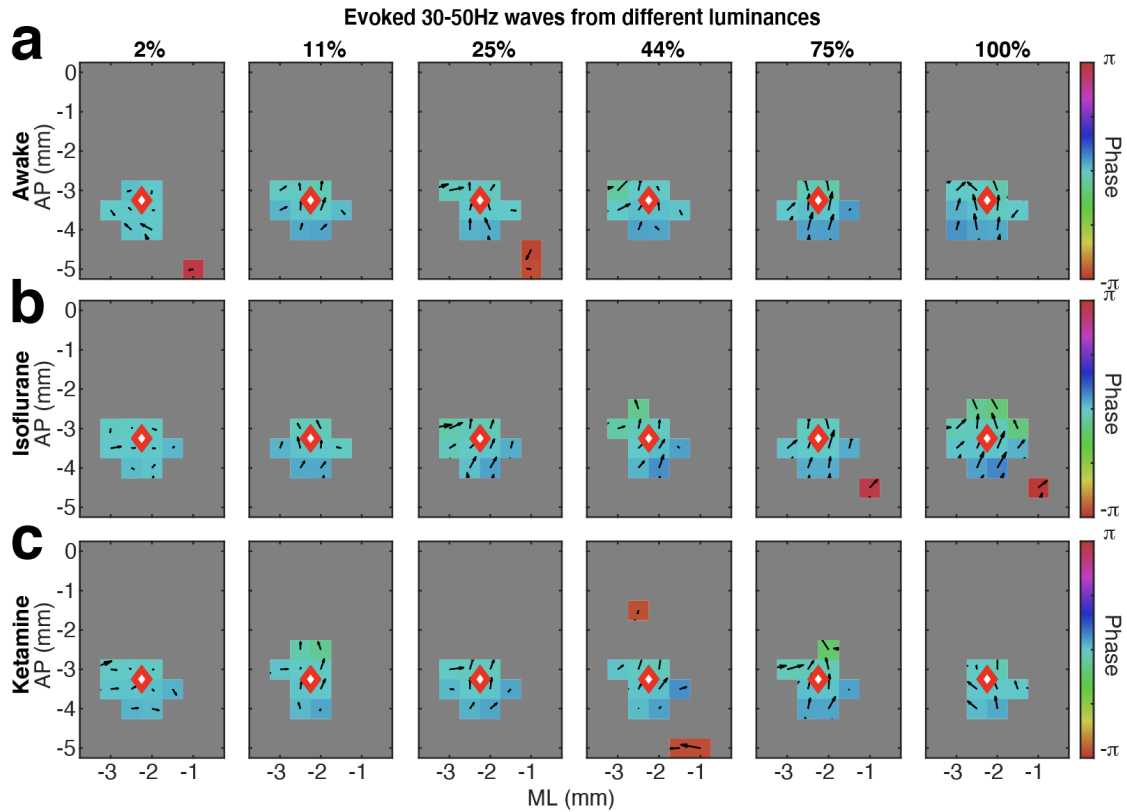 Evoked 30-50Hz waves from different luminances
a
2% 11% 25% 44% 75% 100%
Awake
AP (mm)
0
-1
-2
-3
-4
-5
π
Phase
-π
b
Isoflurane
AP (mm)
0
-1
-2
-3
-4
-5
π
Phase
-π
c
Ketamine
AP (mm)
0
-1
-2
-3
-4
-5
π
Phase
-π
-3 -2 -1 -3 -2 -1 -3 -2 -1 -3 -2 -1 -3 -2 -1 -3 -2 -1
ML (mm)